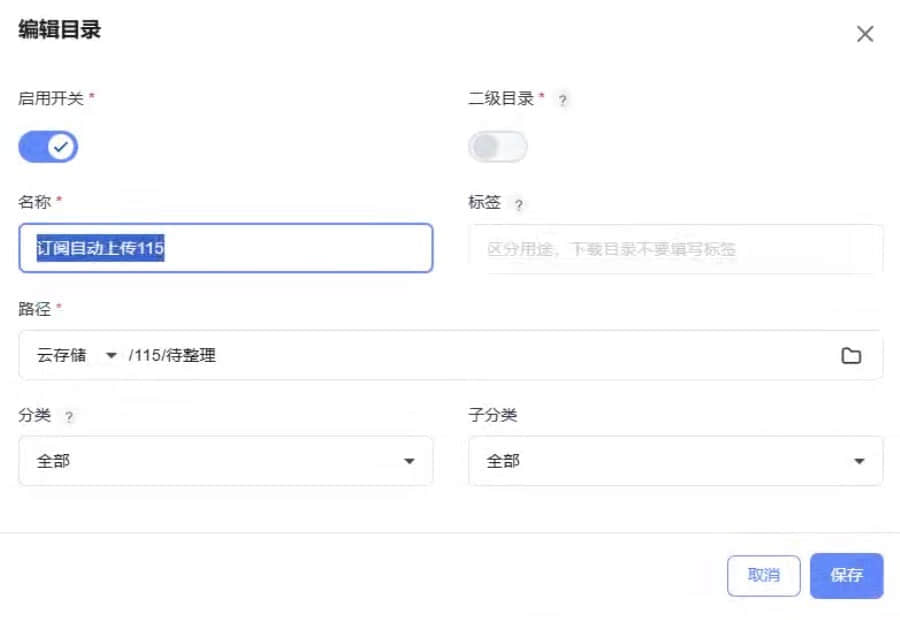 编辑目录
启用开关 *
二级目录 * ?
名称 *
标签 ?
订阅自动上传115
区分用途，下载目录不要填写标签
路径 *
云存储 /115/待整理
分类 ?
子分类
全部
全部
取消
保存